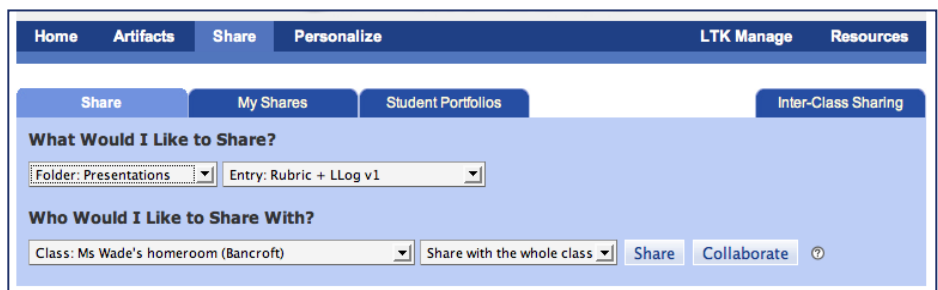 Home Artifacts Share Personalize LTK Manage Resources
Share My Shares Student Portfolios Inter-Class Sharing
What Would I Like to Share?
Folder: Presentations Entry: Rubric + LLog v1
Who Would I Like to Share With?
Class: Ms Wade's homeroom (Bancroft) Share with the whole class Share Collaborate ?